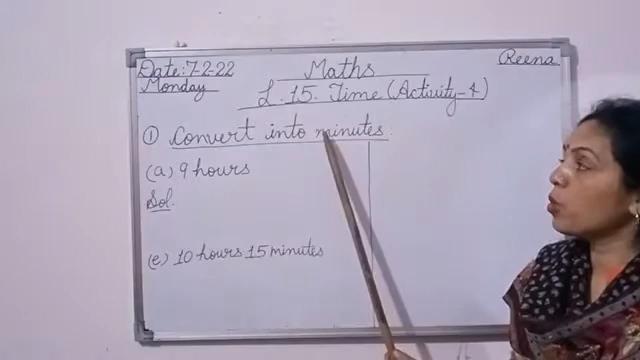 Date:7-2-22 Maths Reena
Monday L.15. Time (Activity-4)
① Convert into minutes.
(a) 9 hours
Sol.
(e) 10 hours 15 minutes